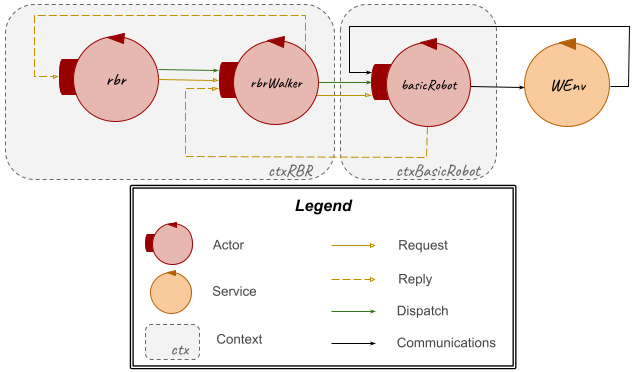 rbr
rbrWalker
basicRobot
WEnv
ctxRBR
ctxBasicRobot
Legend
Actor
Request
Service
Reply
Dispatch
Context
ctx
Communications